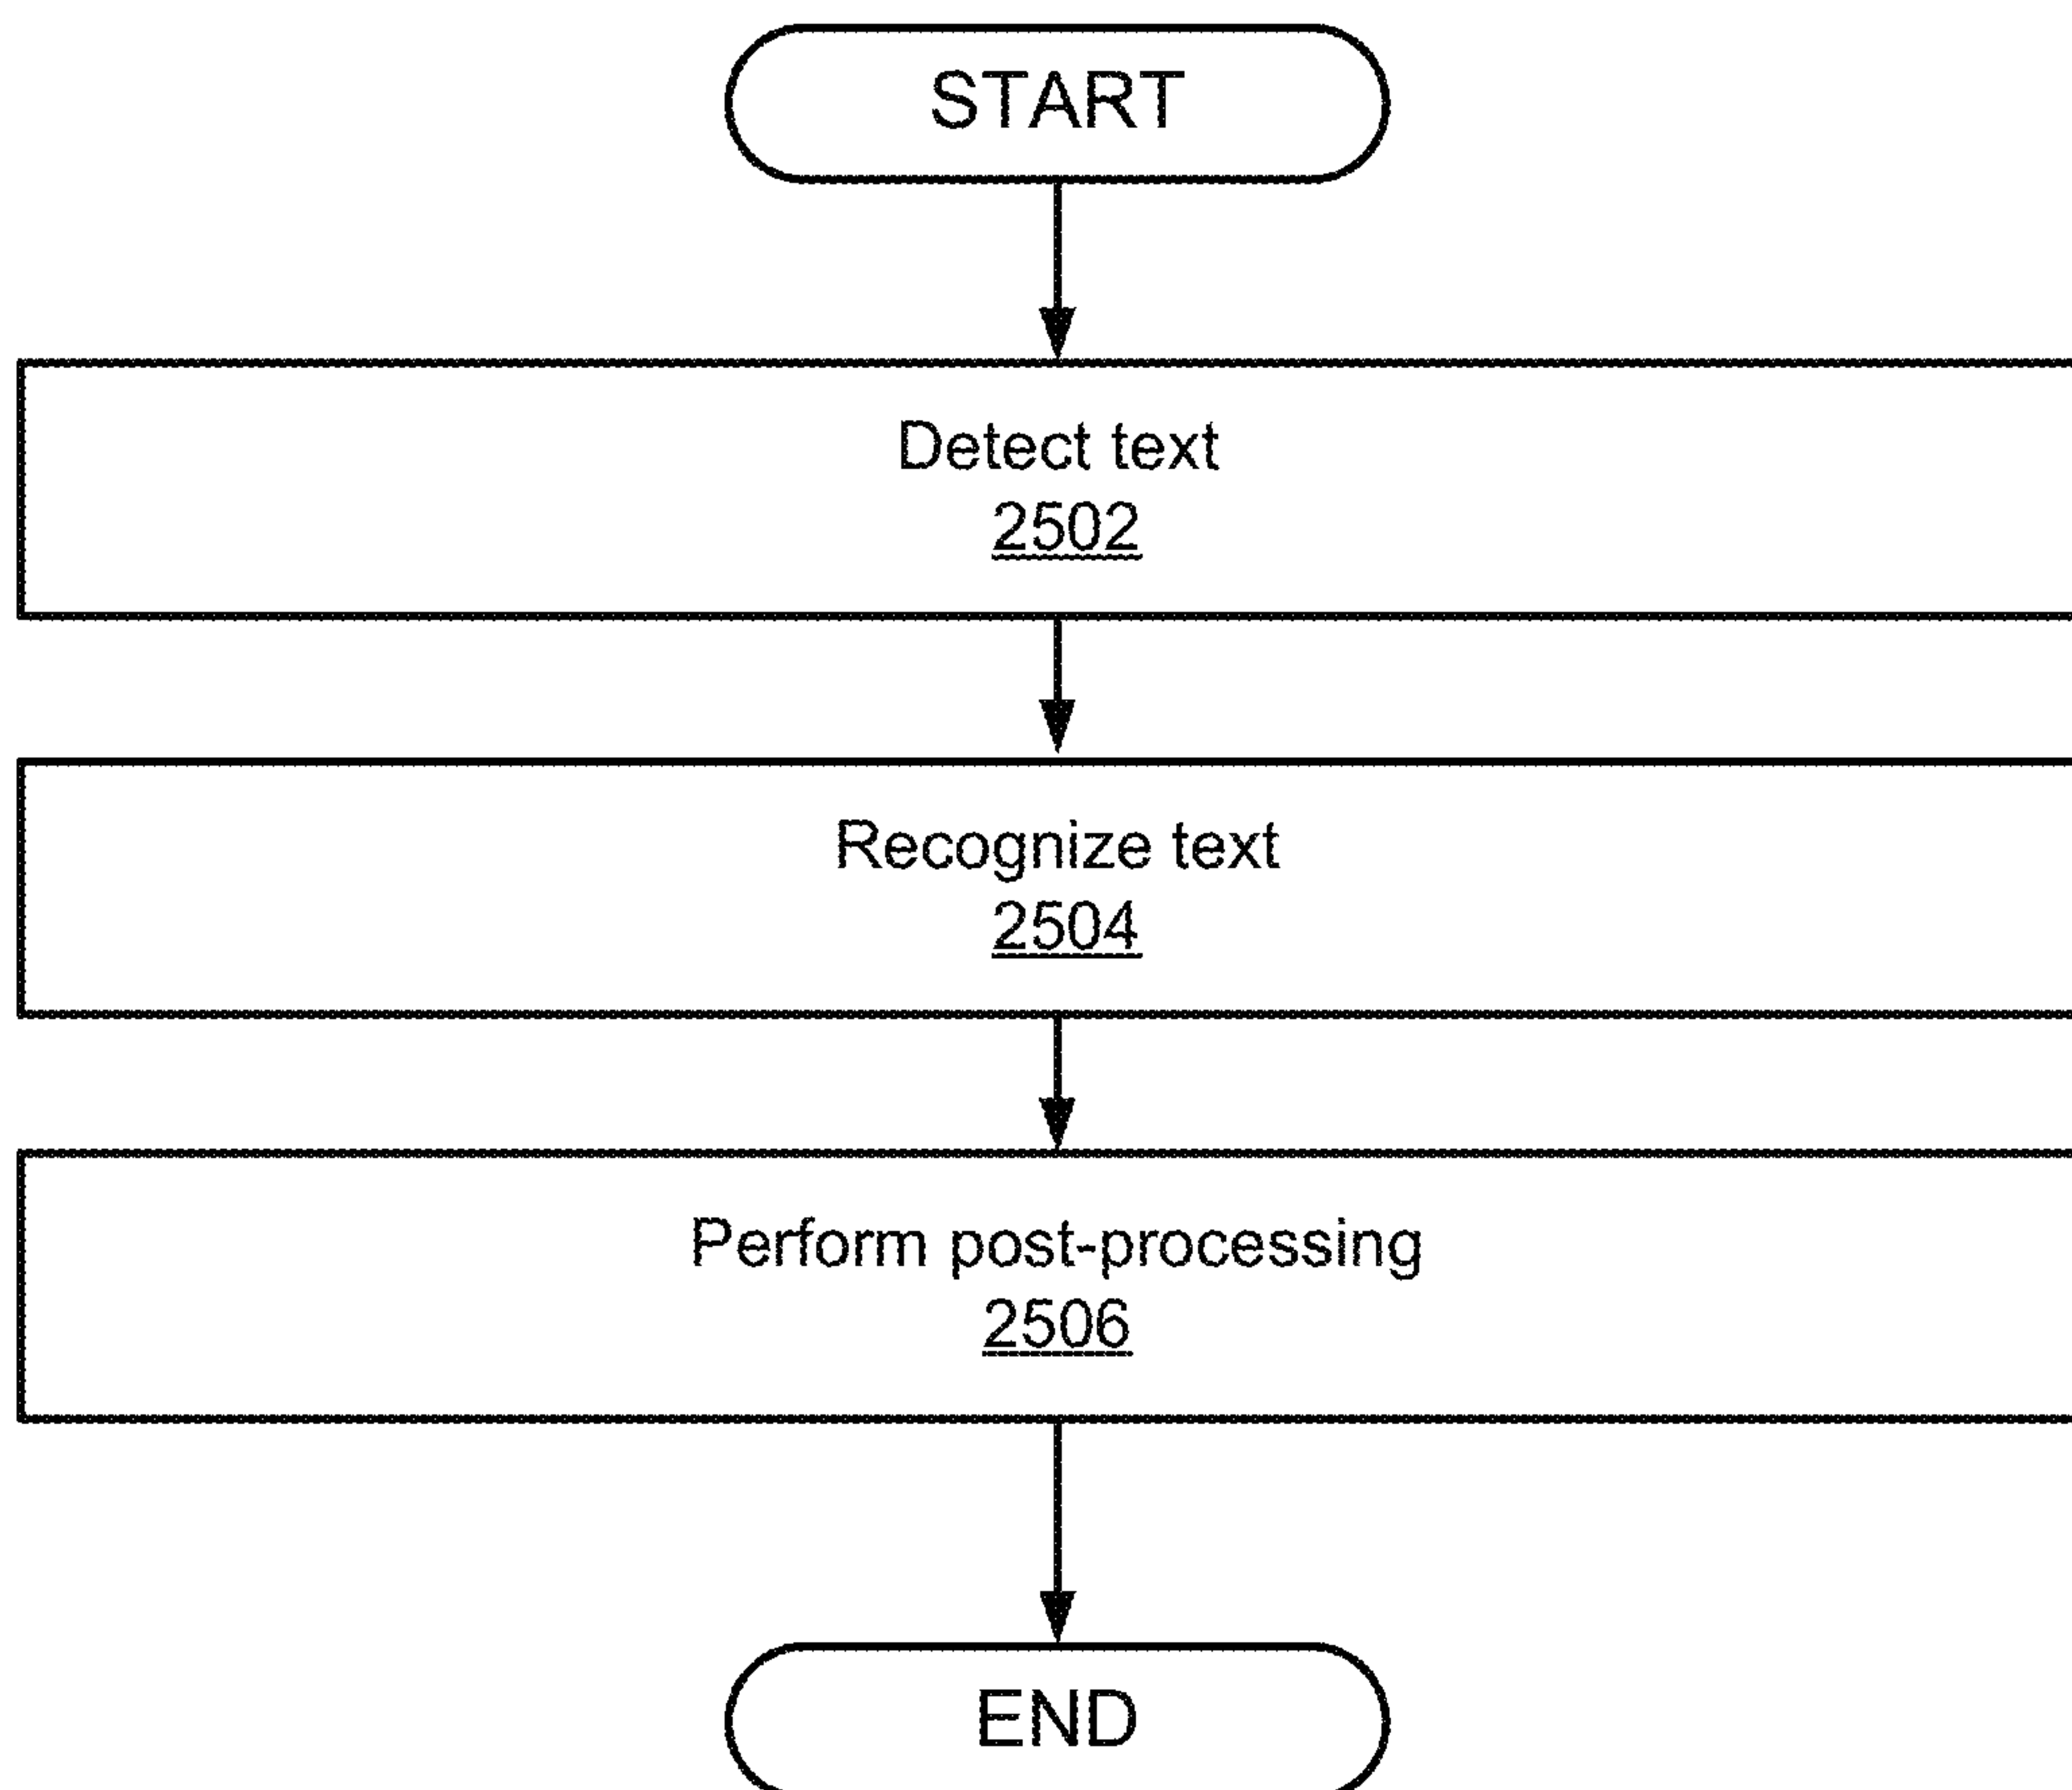 START
Detect text
2502
Recognize text
2504
Perform post-processing
2506
END